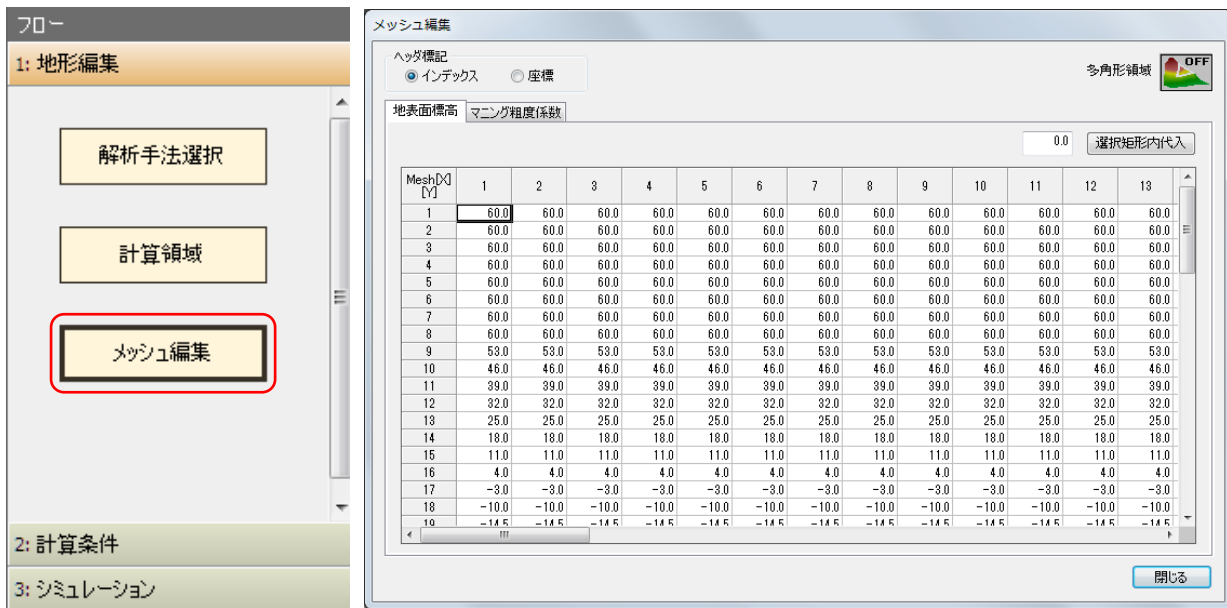 フロー
1: 地形編集
解析手法選択
計算領域
メッシュ編集
2: 計算条件
3: シミュレーション
メッシュ編集
ヘッダ標記
インデックス 座標
多角形領域 OFF
地表面標高 マニング粗度係数
0.0 選択矩形内代入
Mesh[X] 1 2 3 4 5 6 7 8 9 10 11 12 13
[Y]
1 60.0 60.0 60.0 60.0 60.0 60.0 60.0 60.0 60.0 60.0 60.0 60.0 60.0
2 60.0 60.0 60.0 60.0 60.0 60.0 60.0 60.0 60.0 60.0 60.0 60.0 60.0
3 60.0 60.0 60.0 60.0 60.0 60.0 60.0 60.0 60.0 60.0 60.0 60.0 60.0
4 60.0 60.0 60.0 60.0 60.0 60.0 60.0 60.0 60.0 60.0 60.0 60.0 60.0
5 60.0 60.0 60.0 60.0 60.0 60.0 60.0 60.0 60.0 60.0 60.0 60.0 60.0
6 60.0 60.0 60.0 60.0 60.0 60.0 60.0 60.0 60.0 60.0 60.0 60.0 60.0
7 60.0 60.0 60.0 60.0 60.0 60.0 60.0 60.0 60.0 60.0 60.0 60.0 60.0
8 60.0 60.0 60.0 60.0 60.0 60.0 60.0 60.0 60.0 60.0 60.0 60.0 60.0
9 53.0 53.0 53.0 53.0 53.0 53.0 53.0 53.0 53.0 53.0 53.0 53.0 53.0
10 46.0 46.0 46.0 46.0 46.0 46.0 46.0 46.0 46.0 46.0 46.0 46.0 46.0
11 39.0 39.0 39.0 39.0 39.0 39.0 39.0 39.0 39.0 39.0 39.0 39.0 39.0
12 32.0 32.0 32.0 32.0 32.0 32.0 32.0 32.0 32.0 32.0 32.0 32.0 32.0
13 25.0 25.0 25.0 25.0 25.0 25.0 25.0 25.0 25.0 25.0 25.0 25.0 25.0
14 18.0 18.0 18.0 18.0 18.0 18.0 18.0 18.0 18.0 18.0 18.0 18.0 18.0
15 11.0 11.0 11.0 11.0 11.0 11.0 11.0 11.0 11.0 11.0 11.0 11.0 11.0
16 4.0 4.0 4.0 4.0 4.0 4.0 4.0 4.0 4.0 4.0 4.0 4.0 4.0
17 -3.0 -3.0 -3.0 -3.0 -3.0 -3.0 -3.0 -3.0 -3.0 -3.0 -3.0 -3.0 -3.0
18 -10.0 -10.0 -10.0 -10.0 -10.0 -10.0 -10.0 -10.0 -10.0 -10.0 -10.0 -10.0 -10.0
19 -14.5 -14.5 -14.5 -14.5 -14.5 -14.5 -14.5 -14.5 -14.5 -14.5 -14.5 -14.5 -14.5
閉じる